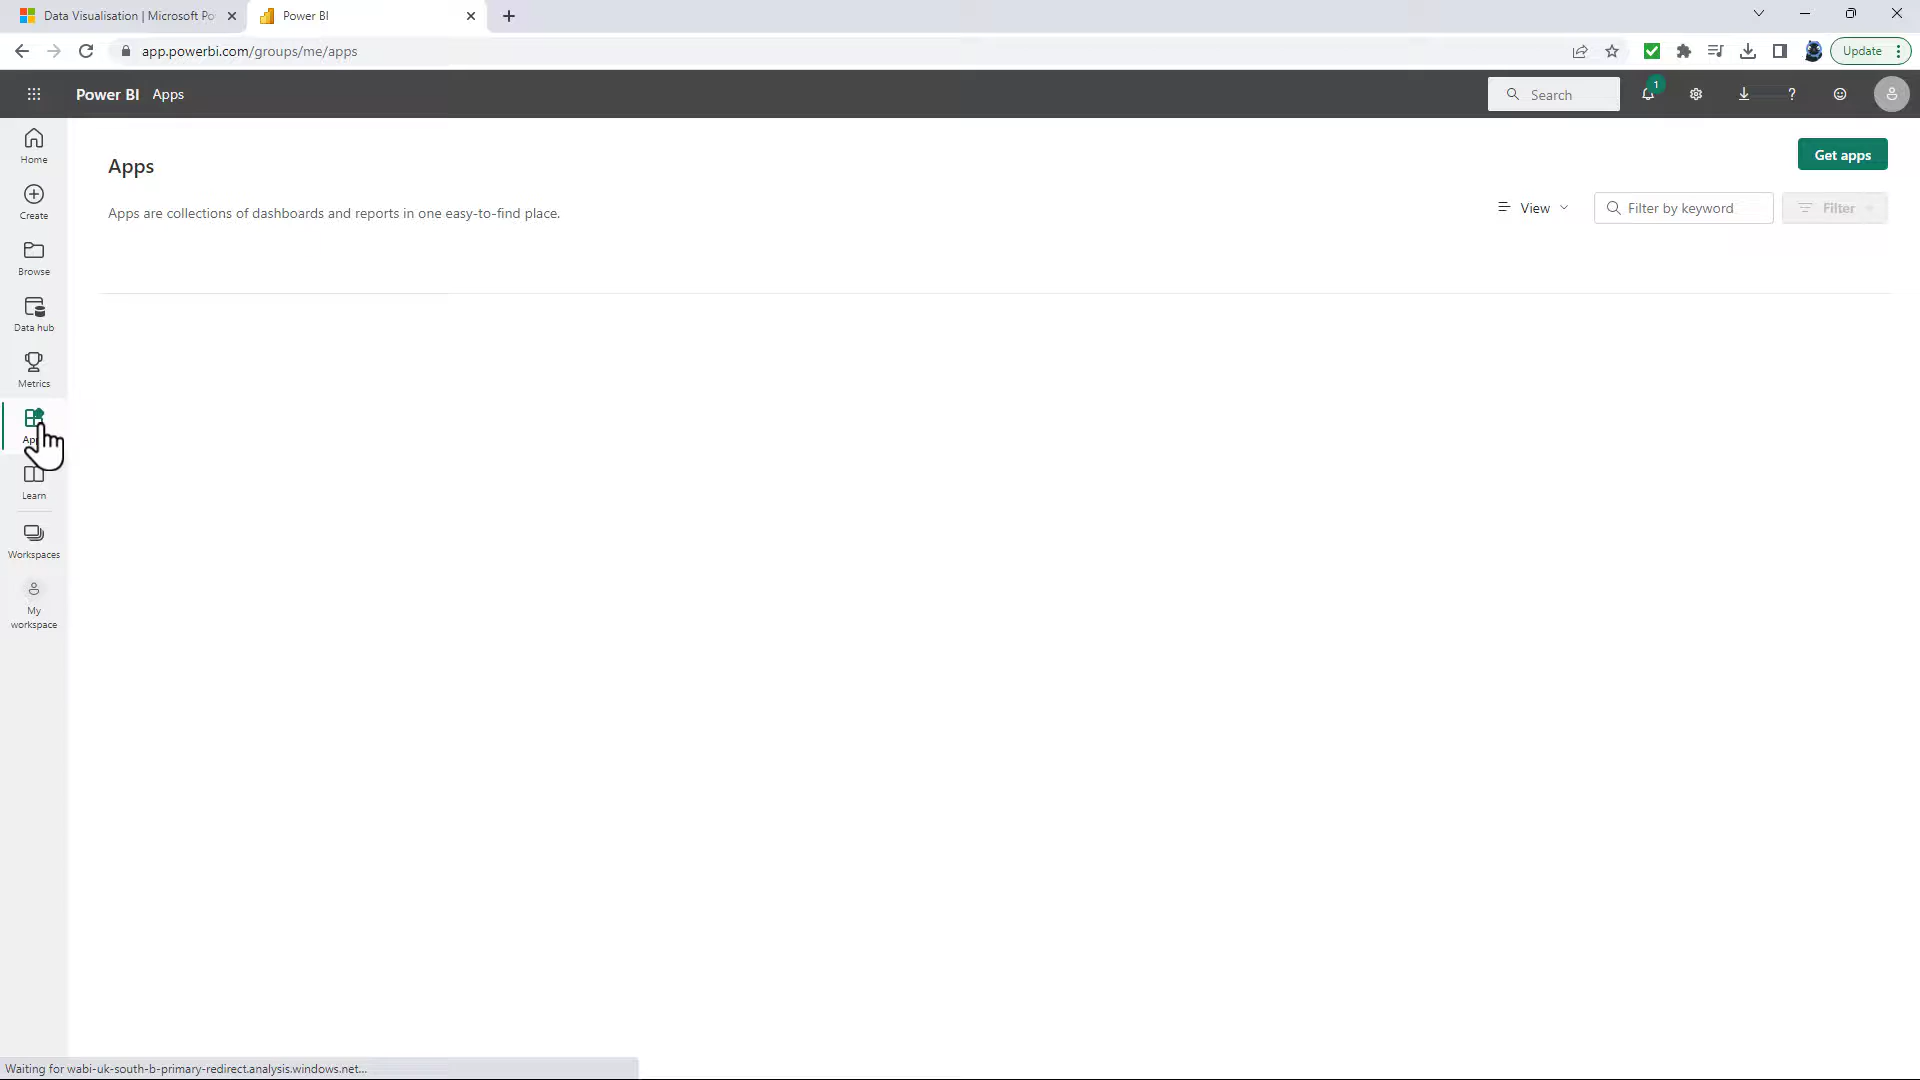 Data Visualisation | Microsoft Po
Power BI
app.powerbi.com/groups/me/apps
Update
Power BI Apps
Search
1
?
Home
Create
Browse
Data hub
Metrics
Learn
Workspaces
My
workspace
Apps
Get apps
Apps are collections of dashboards and reports in one easy-to-find place.
View
Filter by keyword
Filter
Waiting for wabi-uk-south-b-primary-redirect.analysis.windows.net...